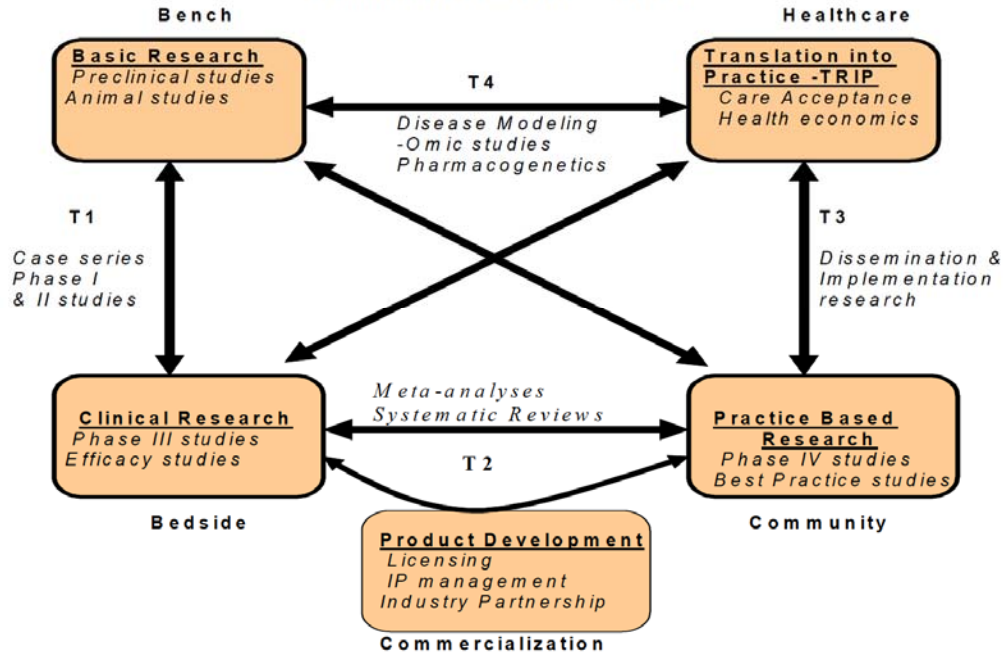 Bench
Healthcare
Basic Research
Preclinical studies
Animal studies
Translation into
Practice -TRIP
Care Acceptance
Health economics
T4
Disease Modeling
-Omic studies
Pharmacogenetics
T1
Case series
Phase I
& II studies
T3
Dissemination &
Implementation
research
Meta-analyses
Systematic Reviews
T2
Clinical Research
Phase III studies
Efficacy studies
Practice Based
Research
Phase IV studies
Best Practice studies
Bedside
Community
Product Development
Licensing
IP management
Industry Partnership
Commercialization